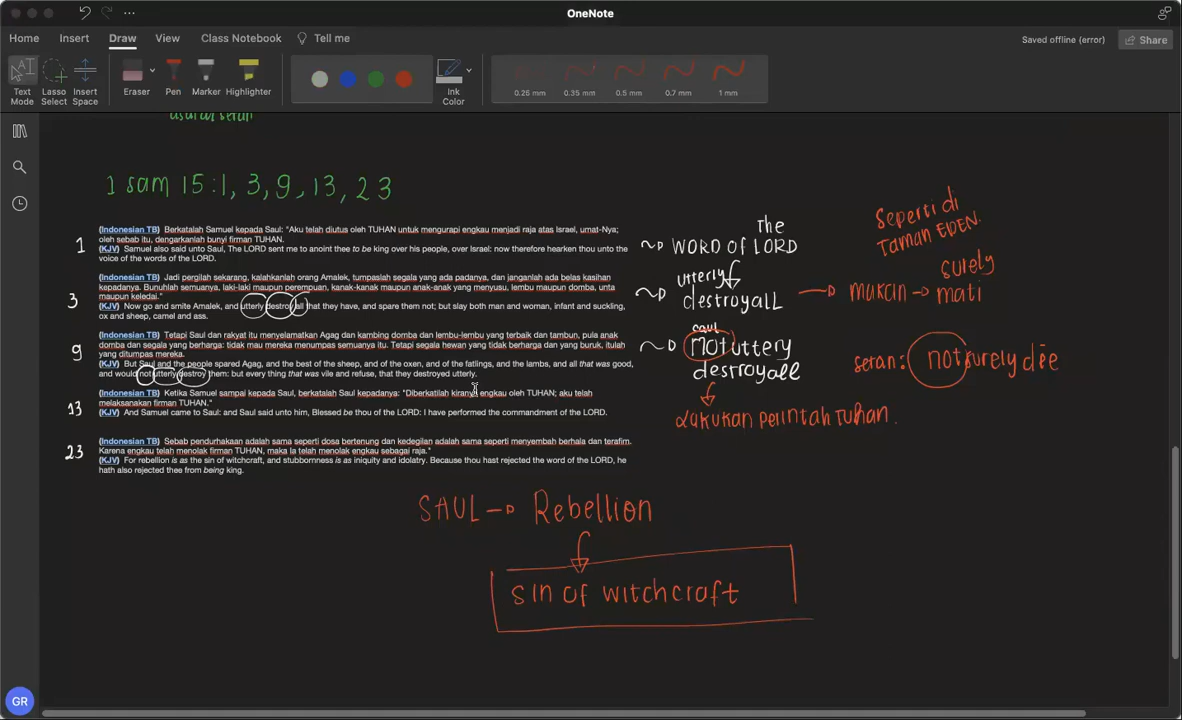 OneNote
Home Insert Draw View Class Notebook Tell me
Saved offline (error) Share
Text Mode
Lasso Select
Insert Space
Eraser
Pen
Marker
Highlighter
Ink Color
0.25 mm 0.35 mm 0.5 mm 0.7 mm 1 mm
1 sam 15:1, 3, 9, 13, 23
1
(Indonesian TB) Berkatalah Samuel kepada Saul: "Aku telah diutus oleh TUHAN untuk mengurapi engkau menjadi raja atas Israel, umat-Nya;
oleh sebab itu, dengarkanlah bunyi firman TUHAN.
(KJV) Samuel also said unto Saul, The LORD sent me to anoint thee to be king over his people, over Israel: now therefore hearken thou unto the
voice of the words of the LORD.
3
(Indonesian TB) Jadi pergilah sekarang, kalahkanlah orang Amalek, tumpaslah segala yang ada padanya, dan janganlah ada belas kasihan
kepadanya. Bunuhlah semuanya, laki-laki maupun perempuan, kanak-kanak maupun anak-anak yang menyusu, lembu maupun domba, unta
maupun keledai."
(KJV) Now go and smite Amalek, and utterly destroy all that they have, and spare them not; but slay both man and woman, infant and suckling,
ox and sheep, camel and ass.
9
(Indonesian TB) Tetapi Saul dan rakyat itu menyelamatkan Agag dan kambing domba dan lembu-lembu yang terbaik dan tambun, pula anak
domba dan segala yang berharga: tidak mau mereka menumpas semuanya itu. Tetapi segala hewan yang tidak berharga dan yang buruk, itulah
yang ditumpas mereka.
(KJV) But Saul and the people spared Agag, and the best of the sheep, and of the oxen, and of the fatlings, and the lambs, and all that was good,
and would not utterly destroy them: but every thing that was vile and refuse, that they destroyed utterly.
13
(Indonesian TB) Ketika Samuel sampai kepada Saul, berkatalah Saul kepadanya: "Diberkatilah kiranya engkau oleh TUHAN; aku telah
melaksanakan firman TUHAN."
(KJV) And Samuel came to Saul: and Saul said unto him, Blessed be thou of the LORD: I have performed the commandment of the LORD.
23
(Indonesian TB) Sebab pendurhakaan adalah sama seperti dosa bertenung dan kedegilan adalah sama seperti menyembah berhala dan terafim.
Karena engkau telah menolak firman TUHAN, maka Ia telah menolak engkau sebagai raja."
(KJV) For rebellion is as the sin of witchcraft, and stubbornness is as iniquity and idolatry. Because thou hast rejected the word of the LORD, he
hath also rejected thee from being king.
The
WORD OF LORD
utterly
destroy aLL
saul
not uttery
destroy all
Lakukan perintah Tuhan.
seperti di
Taman EDEN.
surely
makan mati
setan: not surely die
SAUL Rebellion
sin of witchcraft
GR